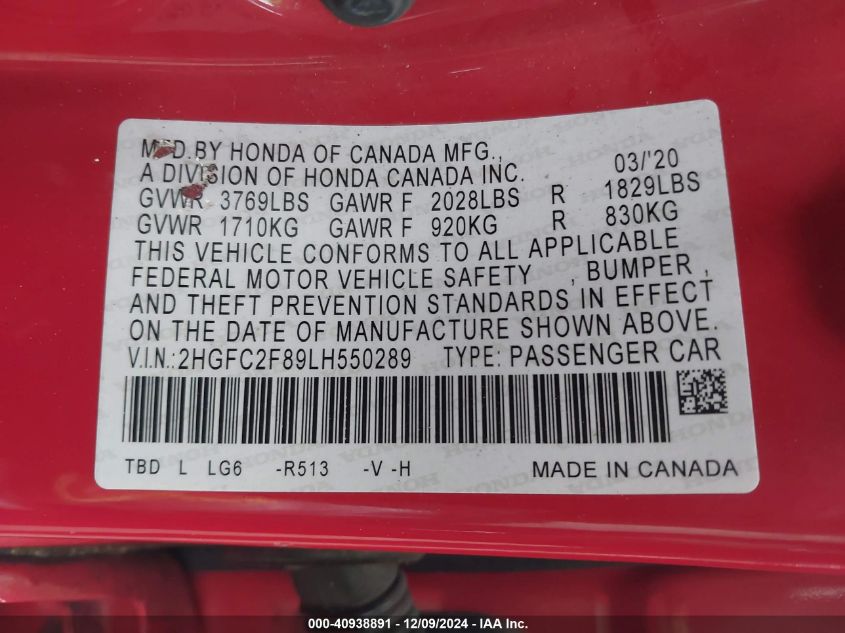 MFD.BY HONDA OF CANADA MFG., 03/'20
A DIVISION OF HONDA CANADA INC.
GVWR 3769LBS GAWR F 2028LBS R 1829LBS
GVWR 1710KG GAWR F 920KG R 830KG
THIS VEHICLE CONFORMS TO ALL APPLICABLE
FEDERAL MOTOR VEHICLE SAFETY , BUMPER ,
AND THEFT PREVENTION STANDARDS IN EFFECT
ON THE DATE OF MANUFACTURE SHOWN ABOVE.
V.I.N.:2HGFC2F89LH550289 TYPE: PASSENGER CAR
TBD L LG6 -R513 -V -H MADE IN CANADA
000-40938891 - 12/09/2024 - IAAI.com